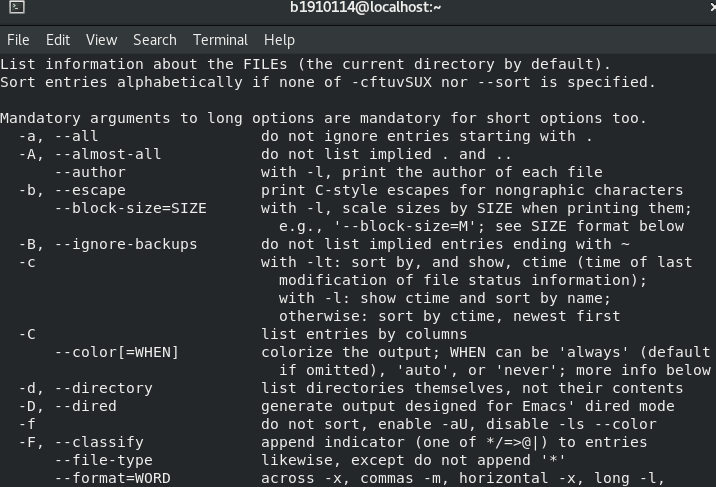 b1910114@localhost:~
File Edit View Search Terminal Help
List information about the FILEs (the current directory by default).
Sort entries alphabetically if none of -cftuvSUX nor --sort is specified.
Mandatory arguments to long options are mandatory for short options too.
  -a, --all                  do not ignore entries starting with .
  -A, --almost-all           do not list implied . and ..
      --author               with -l, print the author of each file
  -b, --escape               print C-style escapes for nongraphic characters
      --block-size=SIZE      with -l, scale sizes by SIZE when printing them;
                               e.g., '--block-size=M'; see SIZE format below
  -B, --ignore-backups       do not list implied entries ending with ~
  -c                         with -lt: sort by, and show, ctime (time of last
                               modification of file status information);
                               with -l: show ctime and sort by name;
                               otherwise: sort by ctime, newest first
  -C                         list entries by columns
      --color[=WHEN]         colorize the output; WHEN can be 'always' (default
                               if omitted), 'auto', or 'never'; more info below
  -d, --directory            list directories themselves, not their contents
  -D, --dired                generate output designed for Emacs' dired mode
  -f                         do not sort, enable -aU, disable -ls --color
  -F, --classify             append indicator (one of */=>@|) to entries
      --file-type            likewise, except do not append '*'
      --format=WORD          across -x, commas -m, horizontal -x, long -l,